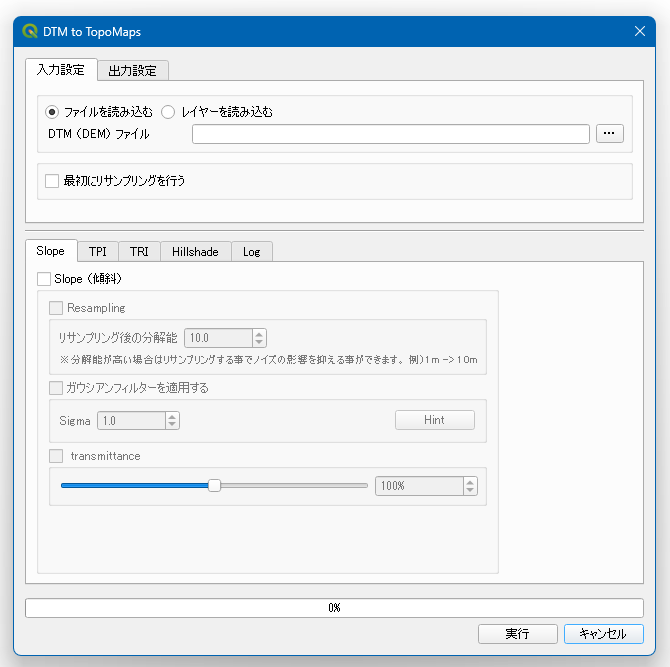 DTM to TopoMaps
入力設定 出力設定
ファイルを読み込む レイヤーを読み込む
DTM（DEM）ファイル ...
最初にリサンプリングを行う
Slope TPI TRI Hillshade Log
Slope（傾斜）
Resampling
リサンプリング後の分解能 10.0
※分解能が高い場合はリサンプリングする事でノイズの影響を抑える事ができます。例）1m->10m
ガウシアンフィルターを適用する
Sigma 1.0 Hint
transmittance
100%
0%
実行 キャンセル